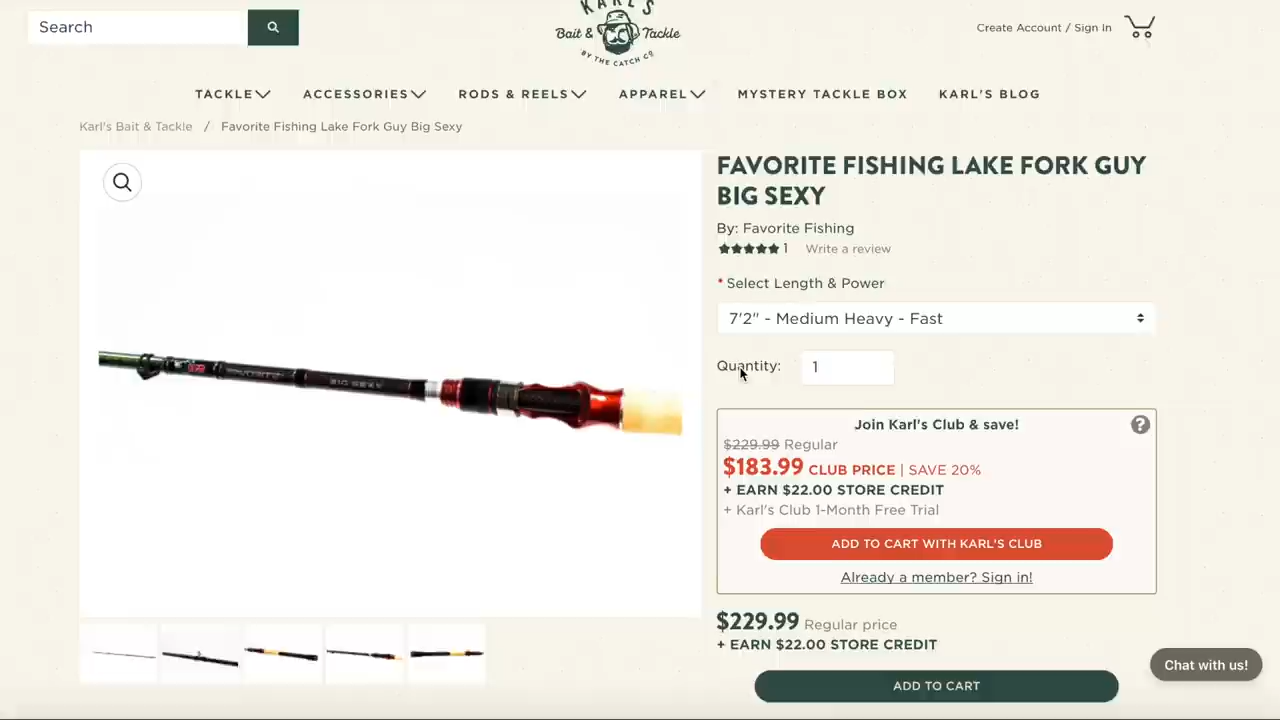 Search
KARL'S
Bait & Tackle
BY THE CATCH CO
Create Account / Sign In
TACKLE
ACCESSORIES
RODS & REELS
APPAREL
MYSTERY TACKLE BOX
KARL'S BLOG
Karl's Bait & Tackle / Favorite Fishing Lake Fork Guy Big Sexy
FAVORITE FISHING LAKE FORK GUY
BIG SEXY
By: Favorite Fishing
1 Write a review
* Select Length & Power
7'2" - Medium Heavy - Fast
Quantity: 1
Join Karl's Club & save!
?
$229.99 Regular
$183.99 CLUB PRICE | SAVE 20%
+ EARN $22.00 STORE CREDIT
+ Karl's Club 1-Month Free Trial
ADD TO CART WITH KARL'S CLUB
Already a member? Sign in!
$229.99 Regular price
+ EARN $22.00 STORE CREDIT
Chat with us!
ADD TO CART
BIG SEXY